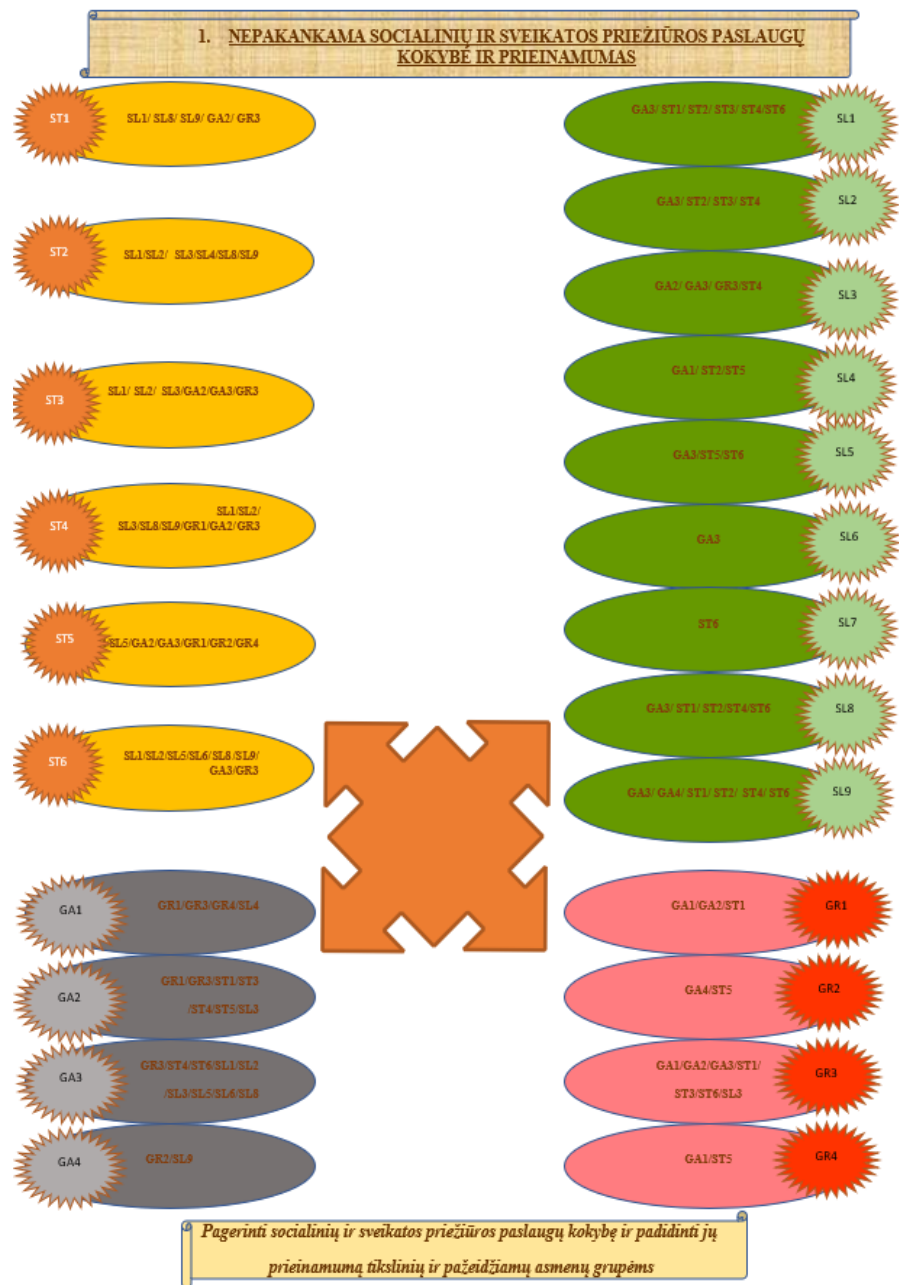 1. NEPAKANKAMA SOCIALINIŲ IR SVEIKATOS PRIEŽIŪROS PASLAUGŲ
KOKYBĖ IR PRIEINAMUMAS
ST1
SL1/ SL8/ SL9/ GA2/ GR3
ST2
SL1/SL2/ SL3/SL4/SL8/SL9
ST3
SL1/ SL2/ SL3/GA2/GA3/GR3
ST4
SL1/SL2/
SL3/SL8/SL9/GR1/GA2/GR3
ST5
SL5/GA2/GA3/GR1/GR2/GR4
ST6
SL1/SL2/SL5/SL6/SL8/SL9/
GA3/GR3
GA3/ ST1/ ST2/ ST3/ ST4/ST6
SL1
GA3/ ST2/ ST3/ ST4
SL2
GA2/ GA3/ GR3/ST4
SL3
GA1/ ST2/ST5
SL4
GA3/ST5/ST6
SL5
GA3
SL6
ST6
SL7
GA3/ ST1/ ST2/ST4/ST6
SL8
GA3/ GA4/ ST1/ ST2/ ST4/ ST6
SL9
GA1
GR1/GR3/GR4/SL4
GA2
GR1/GR3/ST1/ST3
/ST4/ST5/SL3
GA3
GR3/ST4/ST6/SL1/SL2
/SL3/SL5/SL6/SL8
GA4
GR2/SL9
GA1/GA2/ST1
GR1
GA4/ST5
GR2
GA1/GA2/GA3/ST1/
ST3/ST6/SL3
GR3
GA1/ST5
GR4
Pagerinti socialinių ir sveikatos priežiūros paslaugų kokybę ir padidinti jų
prieinamumą tikslinių ir pažeidžiamų asmenų grupėms